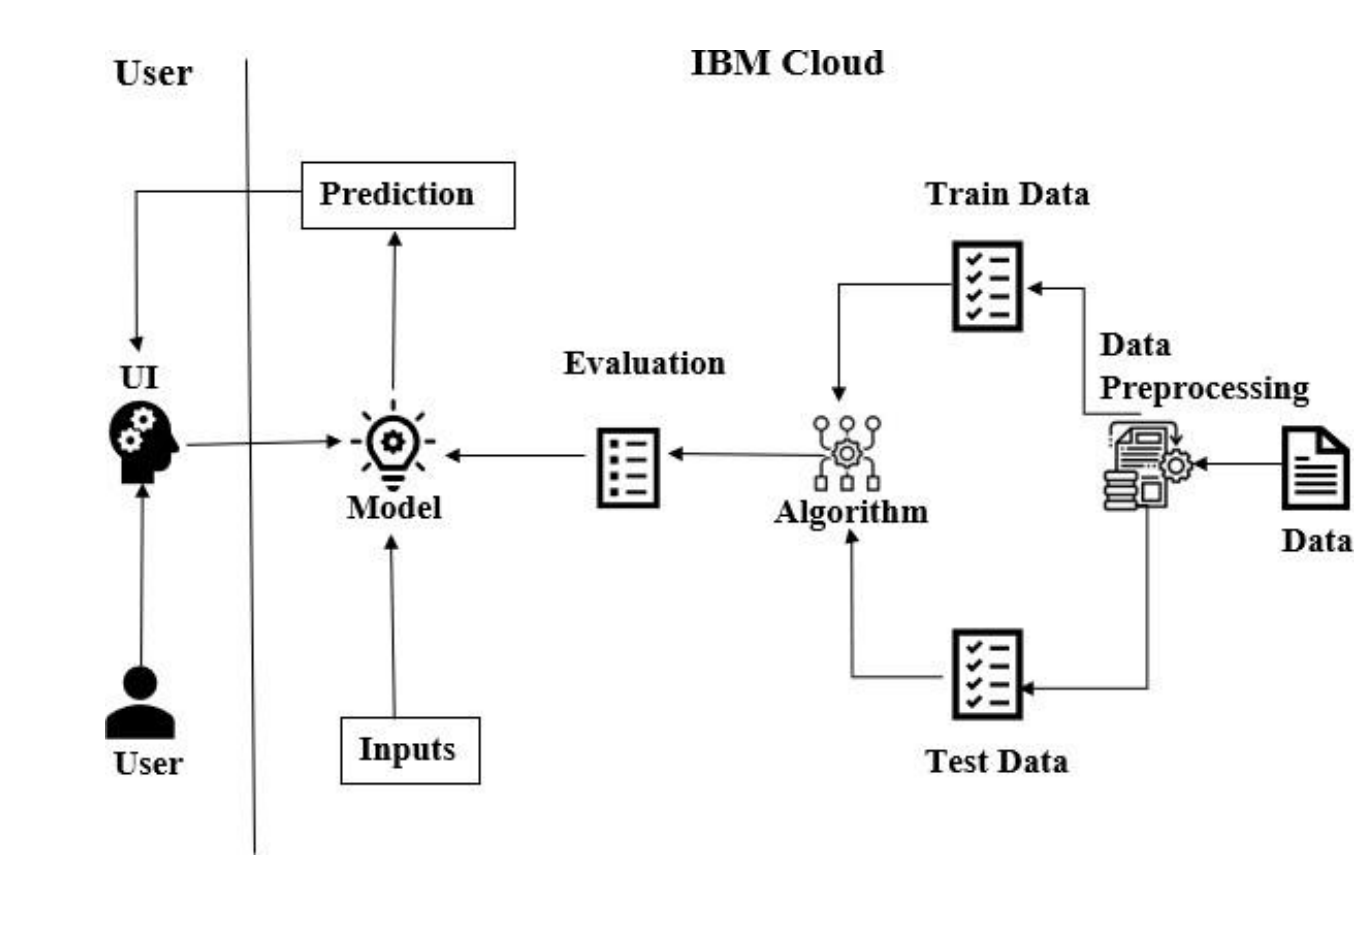 User
IBM Cloud
Prediction
Train Data
UI
Evaluation
Data
Preprocessing
Model
Algorithm
Data
User
Inputs
Test Data